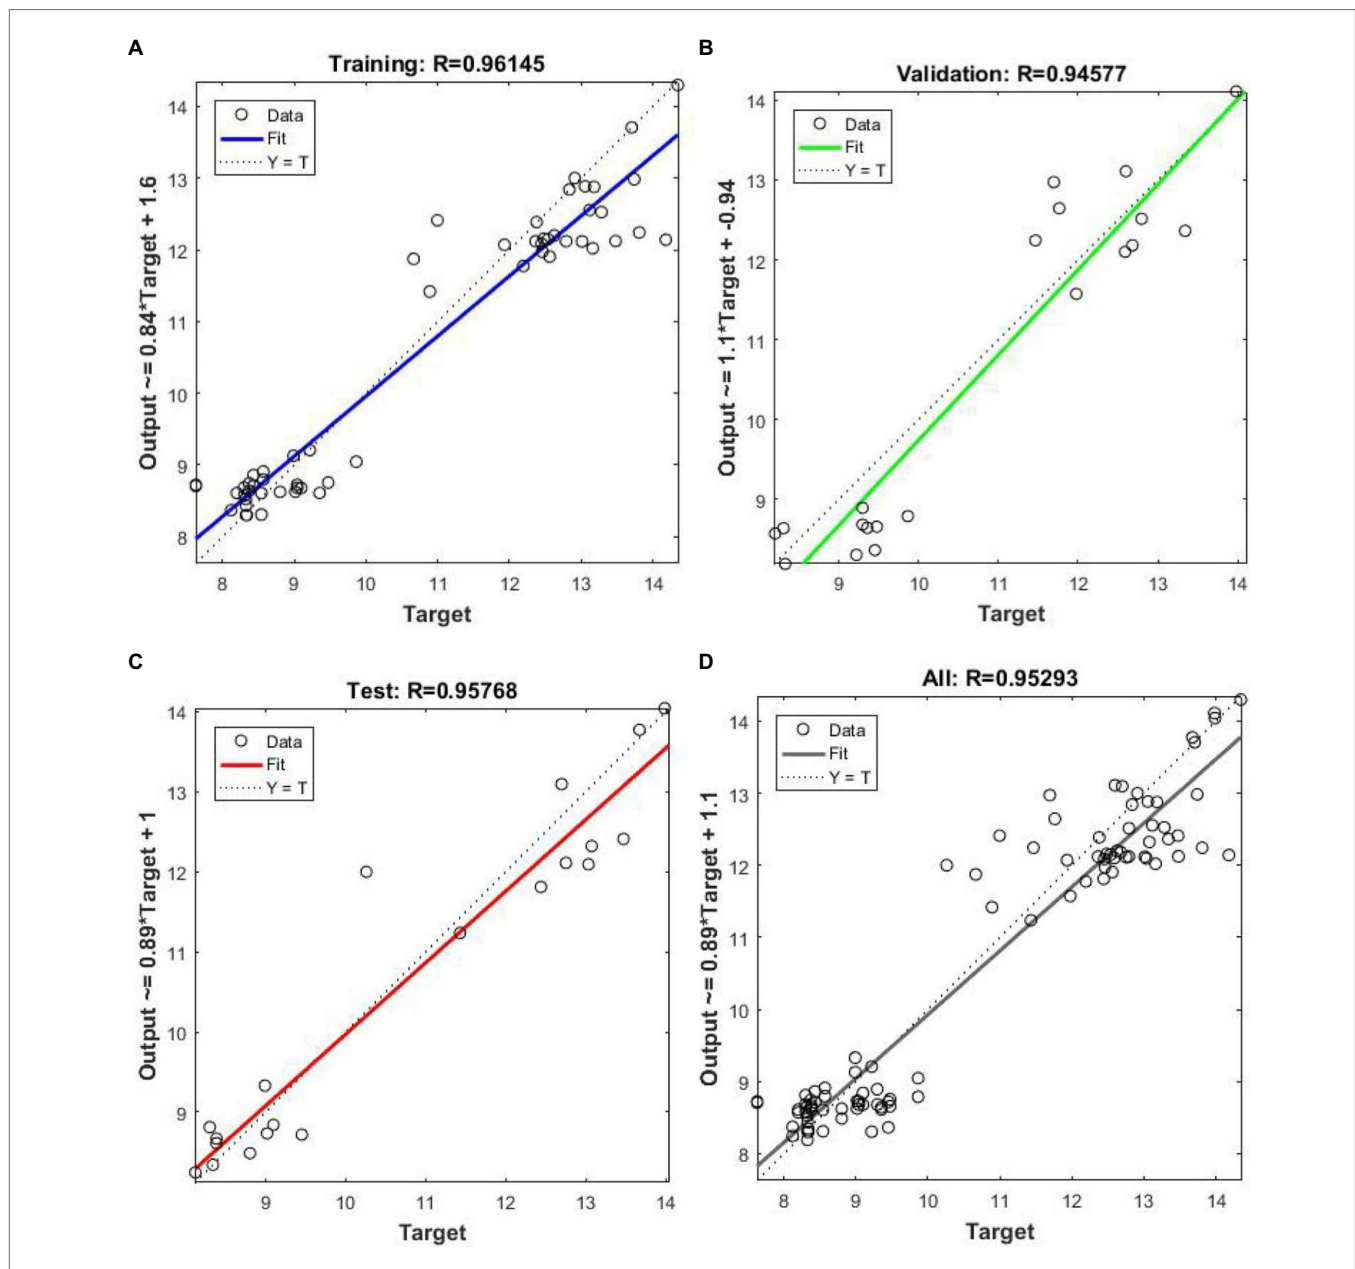 A
Training: R=0.96145
Data
Fit
Y = T
Output ~= 0.84*Target + 1.6
14
13
12
11
10
9
8
8 9 10 11 12 13 14
Target
B
Validation: R=0.94577
Data
Fit
Y = T
Output ~= 1.1*Target + -0.94
14
13
12
11
10
9
9 10 11 12 13 14
Target
C
Test: R=0.95768
Data
Fit
Y = T
Output ~= 0.89*Target + 1
14
13
12
11
10
9
9 10 11 12 13 14
Target
D
All: R=0.95293
Data
Fit
Y = T
Output ~= 0.89*Target + 1.1
14
13
12
11
10
9
8
8 9 10 11 12 13 14
Target